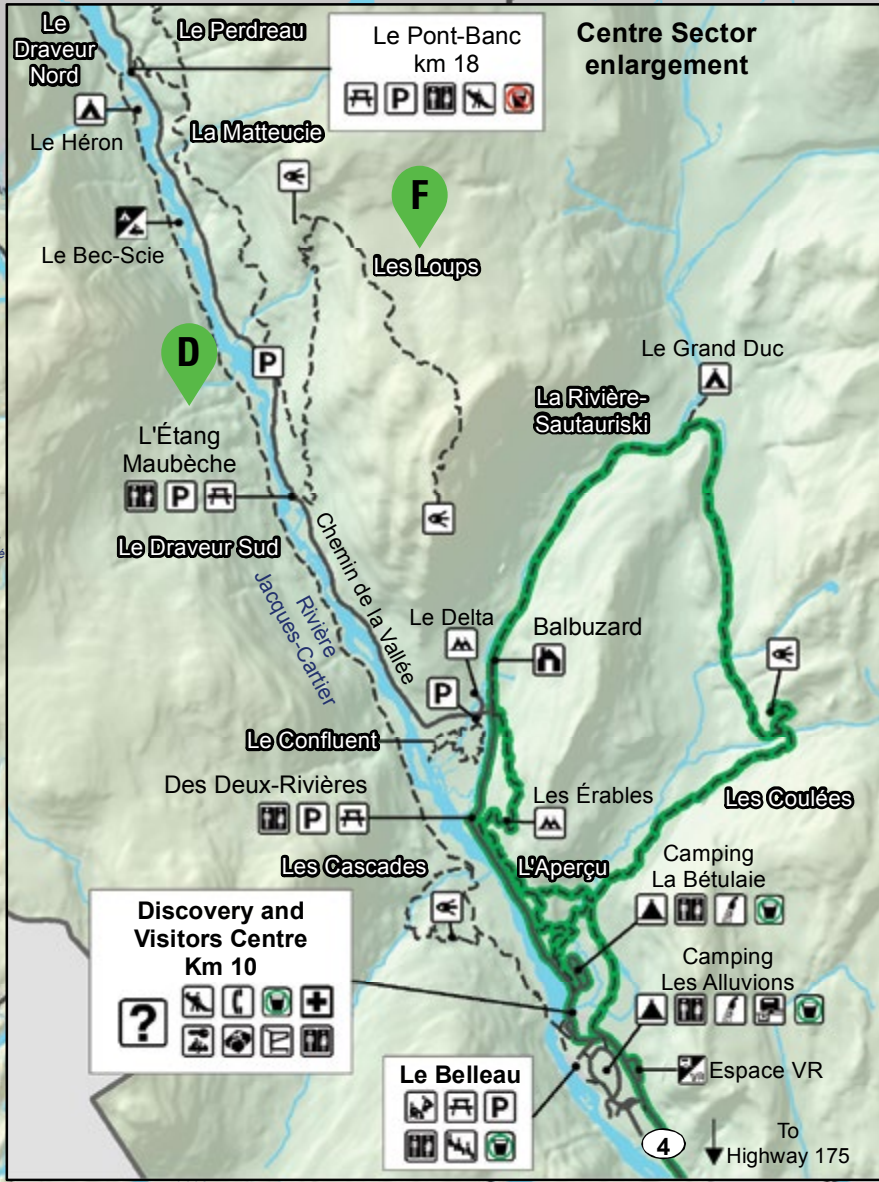 Le
Draveur
Nord
Le Perdreau
Le Pont-Banc
km 18
P
Centre Sector
enlargement
Le Héron
La Matteucie
F
Les Loups
Le Bec-Scie
D
P
Le Grand Duc
La Rivière-
Sautauriski
L'Étang
Maubèche
P
Le Draveur Sud
Chemin de la Vallée
Rivière
Jacques-Cartier
Le Delta
Balbuzard
P
Le Confluent
Des Deux-Rivières
P
Les Érables
Les Coulées
Les Cascades
L'Aperçu
Camping
La Bétulaie
Discovery and
Visitors Centre
Km 10
?
Camping
Les Alluvions
Le Belleau
P
Espace VR
4
To
Highway 175